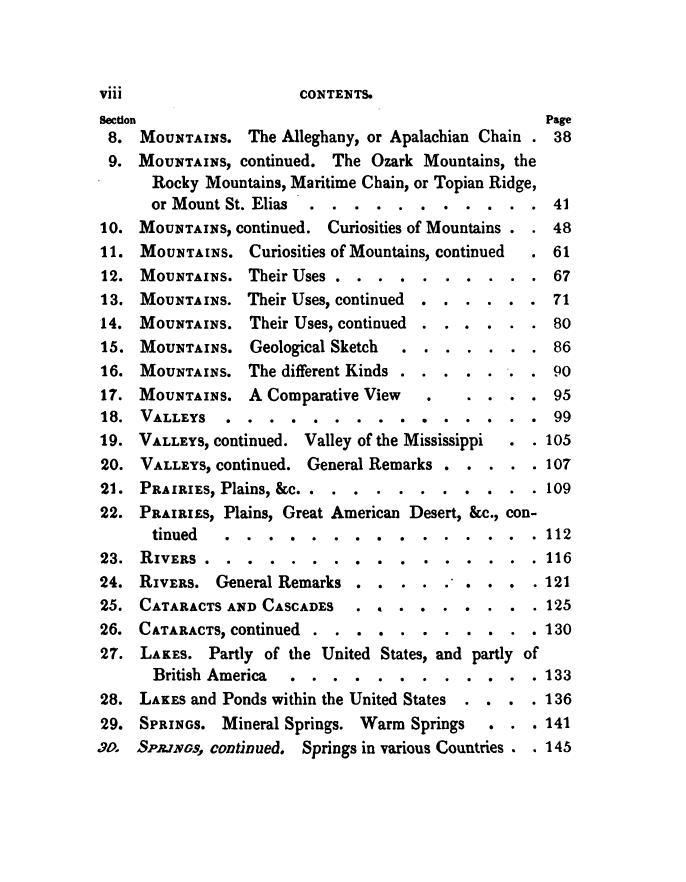 viii CONTENTS.
Section Page
8. MOUNTAINS. The Alleghany, or Apalachian Chain . 38
9. MOUNTAINS, continued. The Ozark Mountains, the
Rocky Mountains, Maritime Chain, or Topian Ridge,
or Mount St. Elias . . . . . . . . . . . 41
10. MOUNTAINS, continued. Curiosities of Mountains . . 48
11. MOUNTAINS. Curiosities of Mountains, continued . 61
12. MOUNTAINS. Their Uses . . . . . . . . . . 67
13. MOUNTAINS. Their Uses, continued . . . . . . 71
14. MOUNTAINS. Their Uses, continued . . . . . . 80
15. MOUNTAINS. Geological Sketch . . . . . . . 86
16. MOUNTAINS. The different Kinds . . . . . . . 90
17. MOUNTAINS. A Comparative View . . . . . 95
18. VALLEYS . . . . . . . . . . . . . . . 99
19. VALLEYS, continued. Valley of the Mississippi . . 105
20. VALLEYS, continued. General Remarks . . . . . 107
21. PRAIRIES, Plains, &c. . . . . . . . . . . . 109
22. PRAIRIES, Plains, Great American Desert, &c., con-
tinued . . . . . . . . . . . . . . . 112
23. RIVERS . . . . . . . . . . . . . . . . 116
24. RIVERS. General Remarks . . . . . . . . . 121
25. CATARACTS AND CASCADES . . . . . . . . . 125
26. CATARACTS, continued . . . . . . . . . . . 130
27. LAKES. Partly of the United States, and partly of
British America . . . . . . . . . . . . 133
28. LAKES and Ponds within the United States . . . . 136
29. SPRINGS. Mineral Springs. Warm Springs . . . 141
30. SPRINGS, continued. Springs in various Countries . . 145